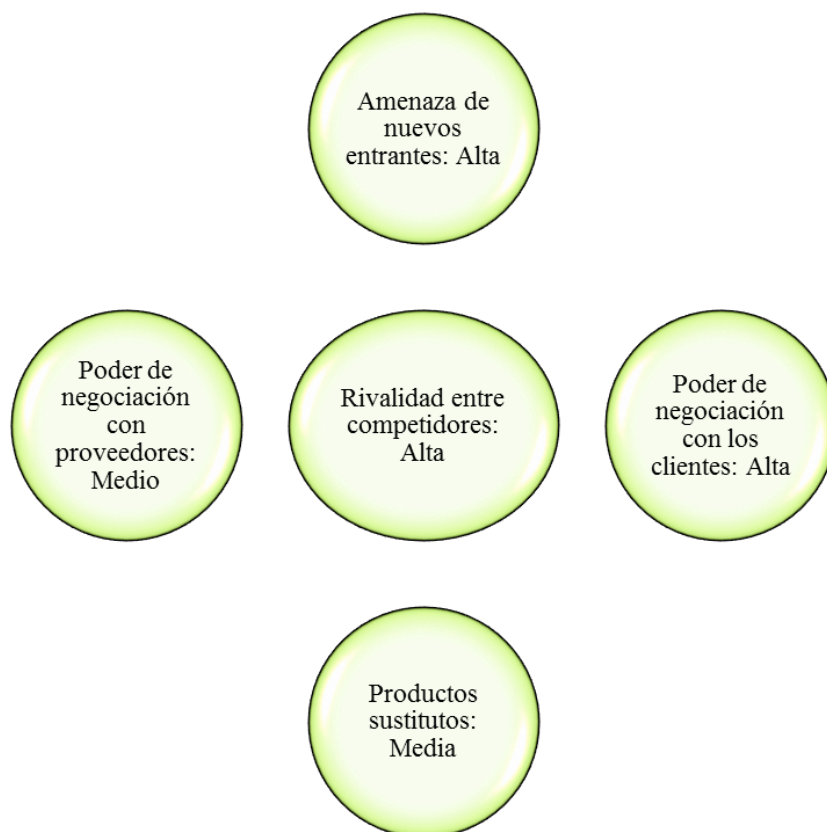 Amenaza de
nuevos
entrantes: Alta
Poder de
negociación
con
proveedores:
Medio
Rivalidad entre
competidores:
Alta
Poder de
negociación
con los
clientes: Alta
Productos
sustitutos:
Media